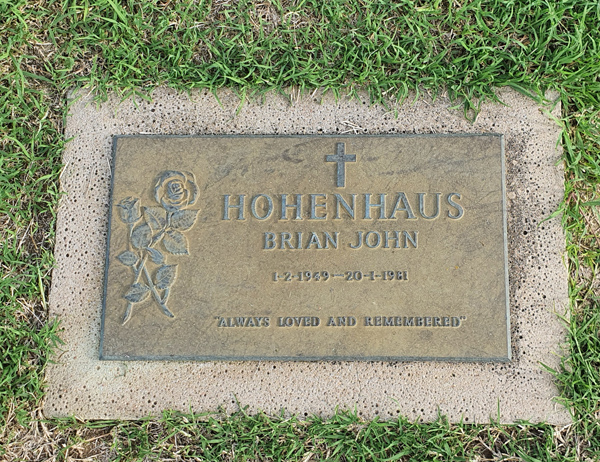 HOHENHAUS
BRIAN JOHN
1-2-1949—20-1-1981
"ALWAYS LOVED AND REMEMBERED"